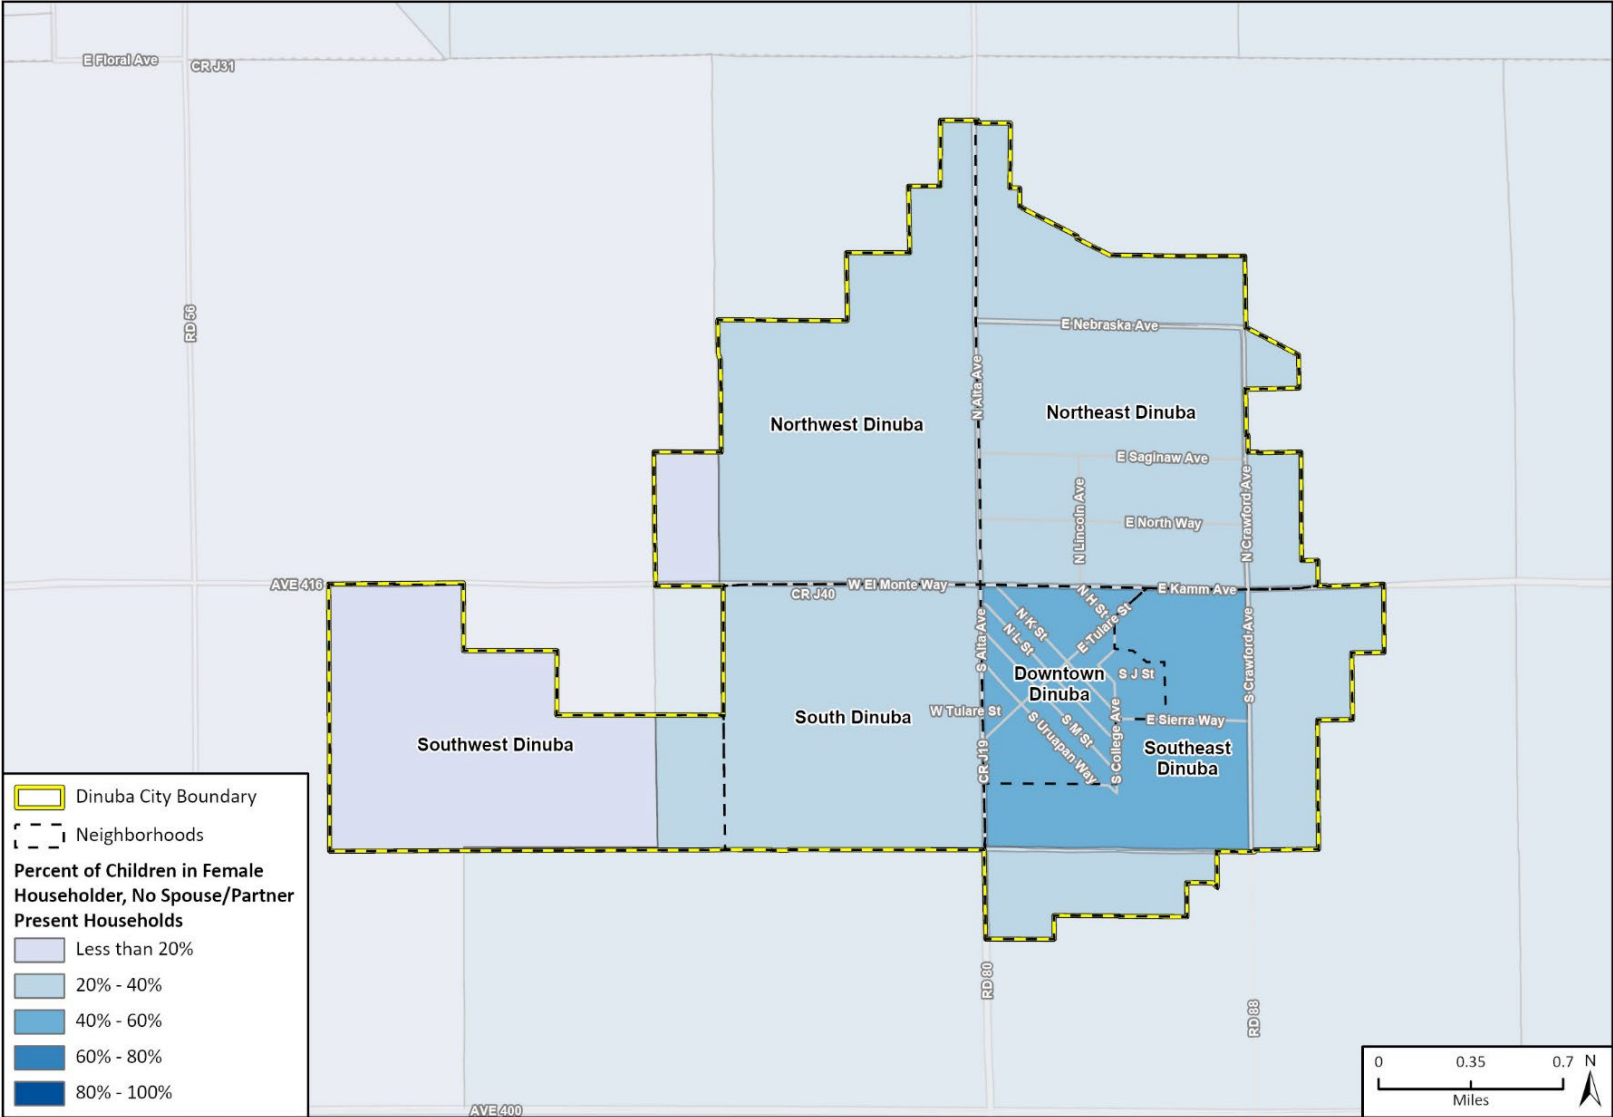 E Floral Ave
CR J31
RD 56
E Nebraska Ave
N Alta Ave
Northwest Dinuba
Northeast Dinuba
E Saginaw Ave
N Lincoln Ave
N Crawford Ave
E North Way
AVE 416
W El Monte Way
CR J40
E Kamm Ave
N H St
N K St
E Tulare St
N L St
S Alta Ave
S Crawford Ave
Downtown
Dinuba
S J St
W Tulare St
South Dinuba
S M St
S Uruapan Way
S College Ave
E Sierra Way
Southwest Dinuba
CR J19
Southeast
Dinuba
RD 80
RD 88
AVE 400
Dinuba City Boundary
Neighborhoods
Percent of Children in Female
Householder, No Spouse/Partner
Present Households
Less than 20%
20% - 40%
40% - 60%
60% - 80%
80% - 100%
0 0.35 0.7 N
Miles